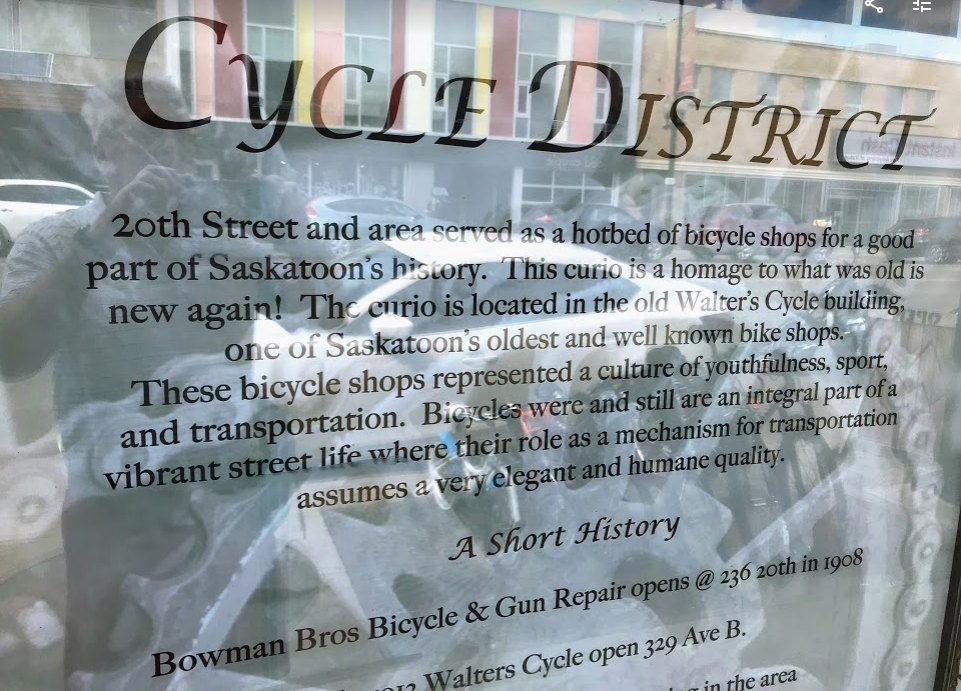 CYCLE DISTRICT
Instant Cash
20th Street and area served as a hotbed of bicycle shops for a good
part of Saskatoon's history. This curio is a homage to what was old is
new again! The curio is located in the old Walter's Cycle building,
one of Saskatoon's oldest and well known bike shops.
These bicycle shops represented a culture of youthfulness, sport,
and transportation. Bicycles were and still are an integral part of a
vibrant street life where their role as a mechanism for transportation
assumes a very elegant and humane quality.
A Short History
Bowman Bros Bicycle & Gun Repair opens @ 236 20th in 1908
Walters Cycle open 329 Ave B.
in the area